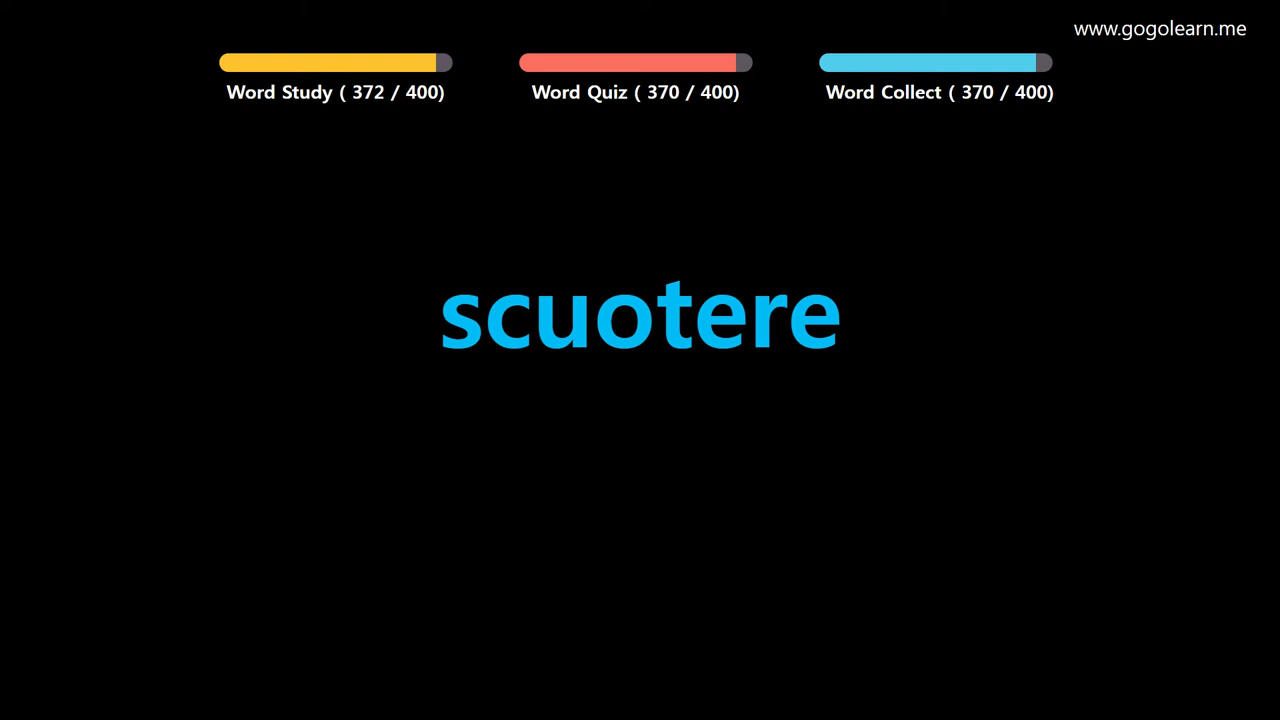 www.gogolearn.me
Word Study ( 372 / 400)
Word Quiz ( 370 / 400)
Word Collect ( 370 / 400)
scuotere